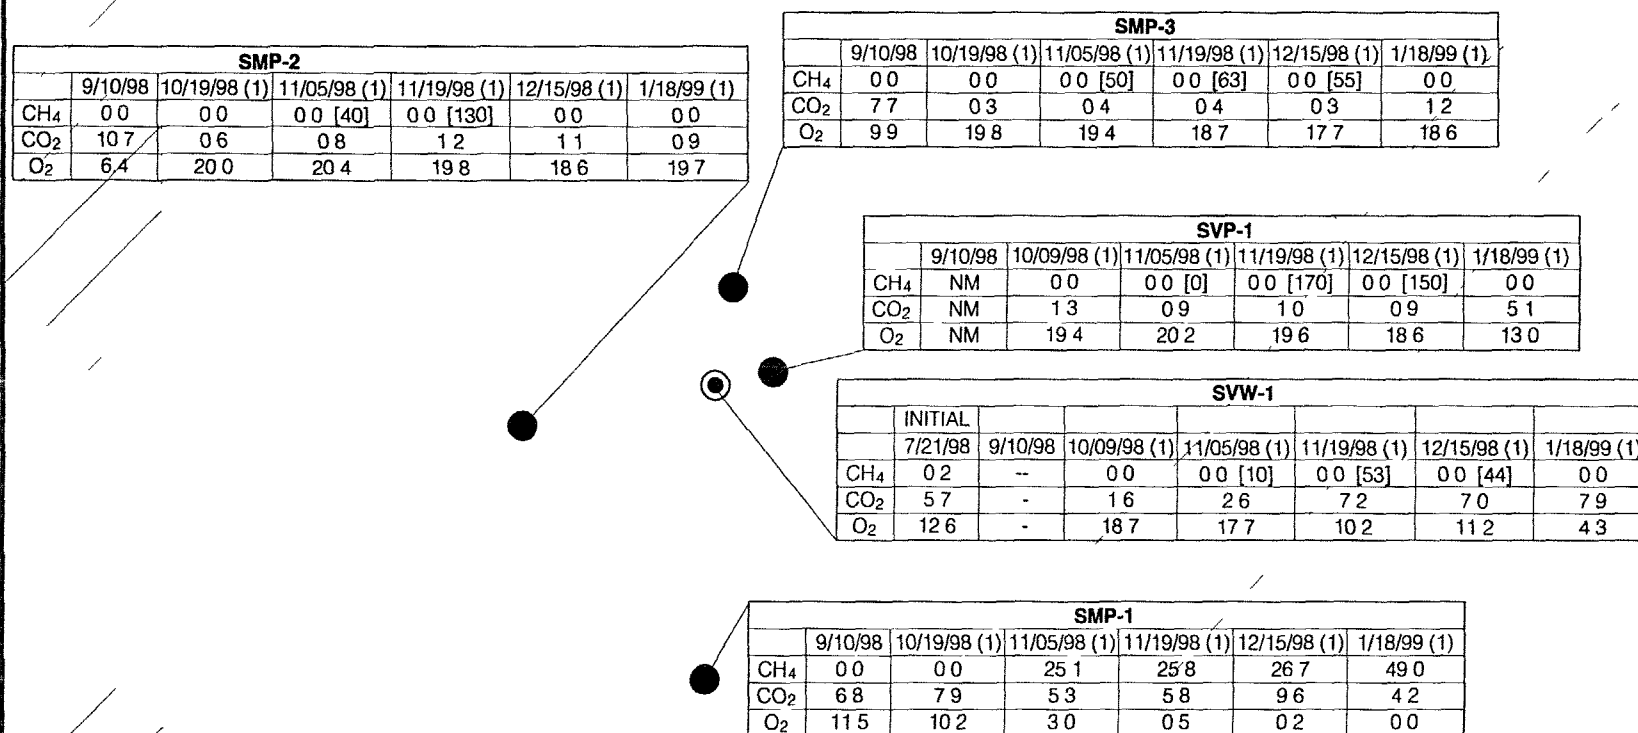 SMP-2
9/10/98 10/19/98 (1) 11/05/98 (1) 11/19/98 (1) 12/15/98 (1) 1/18/99 (1)
CH4 0 0 0 0 0 0 [40] 0 0 [130] 0 0 0 0
CO2 10 7 0 6 0 8 1 2 1 1 0 9
O2 6.4 20 0 20 4 19 8 18 6 19 7
SMP-3
9/10/98 10/19/98 (1) 11/05/98 (1) 11/19/98 (1) 12/15/98 (1) 1/18/99 (1)
CH4 0 0 0 0 0 0 [50] 0 0 [63] 0 0 [55] 0 0
CO2 7 7 0 3 0 4 0 4 0 3 1 2
O2 9 9 19 8 19 4 18 7 17 7 18 6
SVP-1
9/10/98 10/09/98 (1) 11/05/98 (1) 11/19/98 (1) 12/15/98 (1) 1/18/99 (1)
CH4 NM 0 0 0 0 [0] 0 0 [170] 0 0 [150] 0 0
CO2 NM 1 3 0 9 1 0 0 9 5 1
O2 NM 19 4 20 2 19 6 18 6 13 0
SVW-1
INITIAL
7/21/98 9/10/98 10/09/98 (1) 11/05/98 (1) 11/19/98 (1) 12/15/98 (1) 1/18/99 (1)
CH4 0 2 -- 0 0 0 0 [10] 0 0 [53] 0 0 [44] 0 0
CO2 5 7 - 1 6 2 6 7 2 7 0 7 9
O2 12 6 - 18 7 17 7 10 2 11 2 4 3
SMP-1
9/10/98 10/19/98 (1) 11/05/98 (1) 11/19/98 (1) 12/15/98 (1) 1/18/99 (1)
CH4 0 0 0 0 25 1 25 8 26 7 49 0
CO2 6 8 7 9 5 3 5 8 9 6 4 2
O2 11 5 10 2 3 0 0 5 0 2 0 0